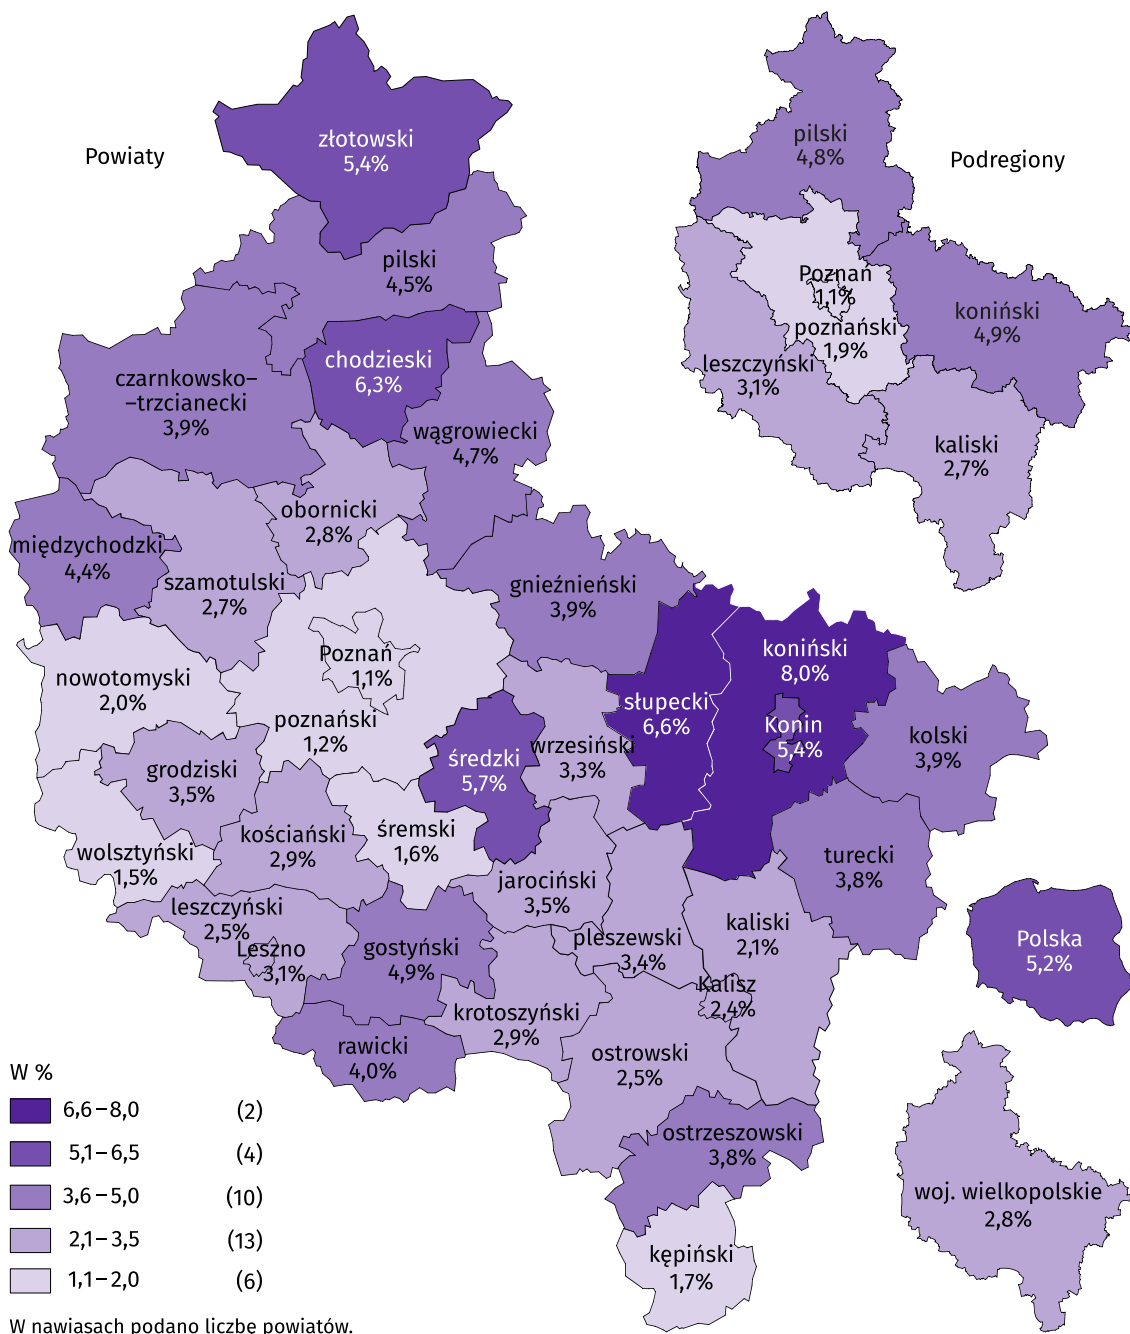 Powiaty
złotowski
5,4%
pilski
4,5%
chodzieski
6,3%
czarnkowsko–
–trzcianecki
3,9%
wągrowiecki
4,7%
obornicki
2,8%
międzychodzki
4,4%
szamotulski
2,7%
gnieźnieński
3,9%
Poznań
1,1%
nowotomyski
2,0%
poznański
1,2%
koniński
8,0%
słupecki
6,6%
Konin
5,4%
kolski
3,9%
średzki
5,7%
wrzesiński
3,3%
grodziski
3,5%
kościański
2,9%
śremski
1,6%
wolsztyński
1,5%
turecki
3,8%
jarociński
3,5%
leszczyński
2,5%
Leszno
3,1%
gostyński
4,9%
pleszewski
3,4%
kaliski
2,1%
Kalisz
2,4%
krotoszyński
2,9%
rawicki
4,0%
ostrowski
2,5%
ostrzeszowski
3,8%
kępiński
1,7%
Podregiony
pilski
4,8%
Poznań
1,1%
poznański
1,9%
koniński
4,9%
leszczyński
3,1%
kaliski
2,7%
Polska
5,2%
woj. wielkopolskie
2,8%
W %
6,6–8,0 (2)
5,1–6,5 (4)
3,6–5,0 (10)
2,1–3,5 (13)
1,1–2,0 (6)
W nawiasach podano liczbę powiatów.